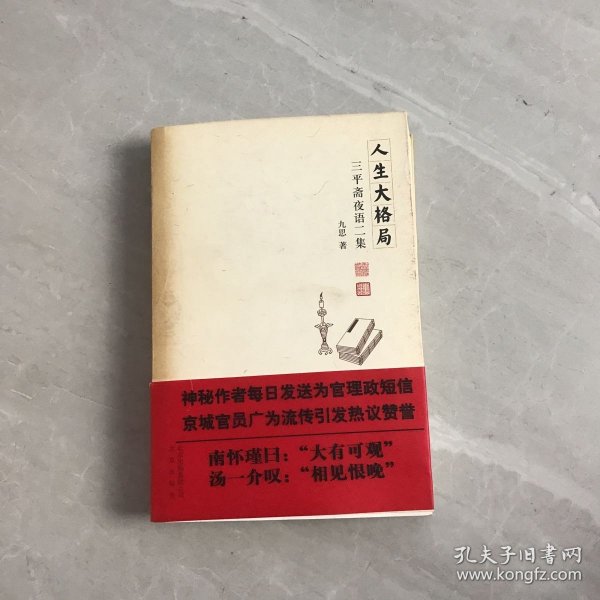 人生大格局
三平斋夜语二集
九思 著
神秘作者每日发送为官理政短信
京城官员广为流传引发热议赞誉
南怀瑾曰：“大有可观”
汤一介叹：“相见恨晚”
孔夫子旧书网
www.kongfz.com